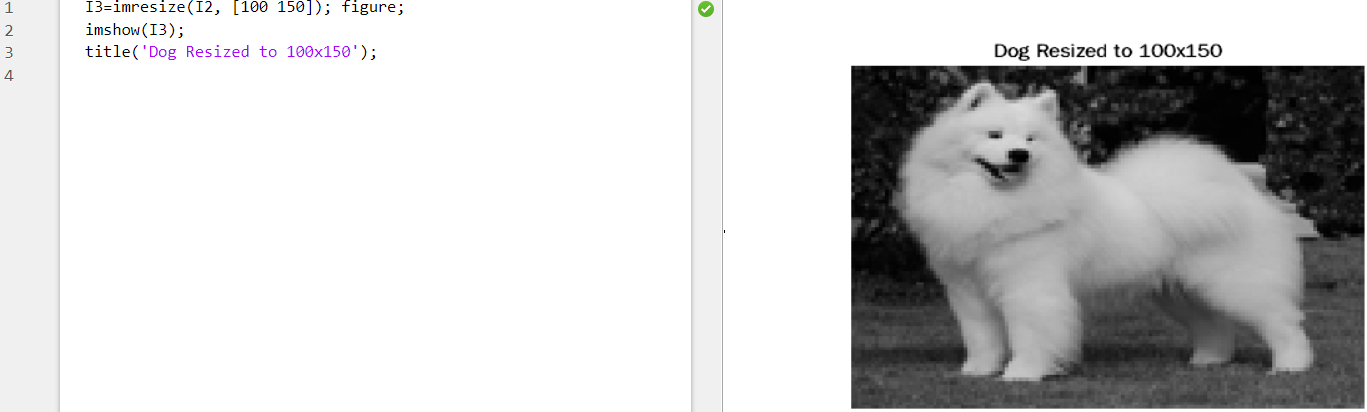 1 I3=imresize(I2, [100 150]); figure;
2 imshow(I3);
3 title('Dog Resized to 100x150');
4
Dog Resized to 100x150